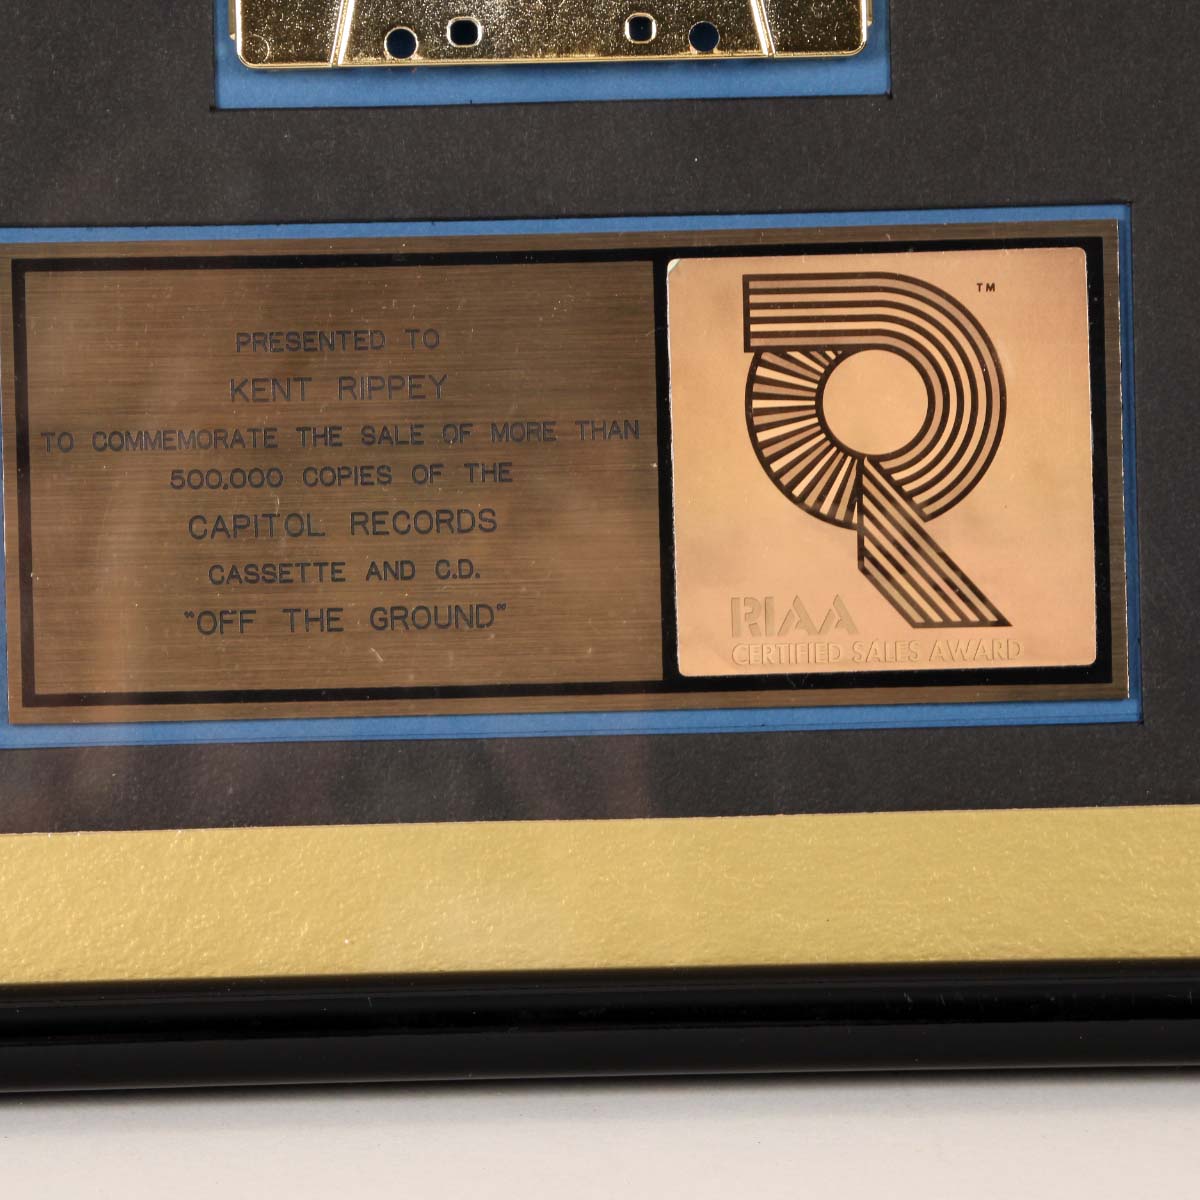 PRESENTED TO
KENT RIPPEY
TO COMMEMORATE THE SALE OF MORE THAN
500,000 COPIES OF THE
CAPITOL RECORDS
CASSETTE AND C.D.
"OFF THE GROUND"
TM
RIAA
CERTIFIED SALES AWARD